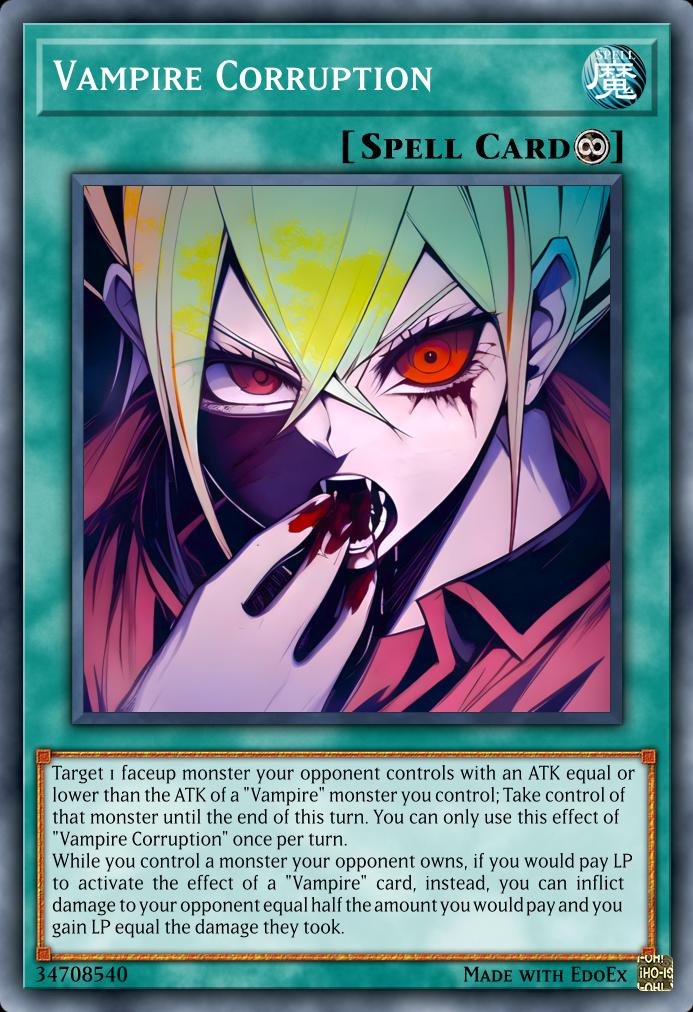 VAMPIRE CORRUPTION
SPELL
魔
[SPELL CARD∞]
Target 1 faceup monster your opponent controls with an ATK equal or
lower than the ATK of a "Vampire" monster you control; Take control of
that monster until the end of this turn. You can only use this effect of
"Vampire Corruption" once per turn.
While you control a monster your opponent owns, if you would pay LP
to activate the effect of a "Vampire" card, instead, you can inflict
damage to your opponent equal half the amount you would pay and you
gain LP equal the damage they took.
34708540
MADE WITH EDOEX